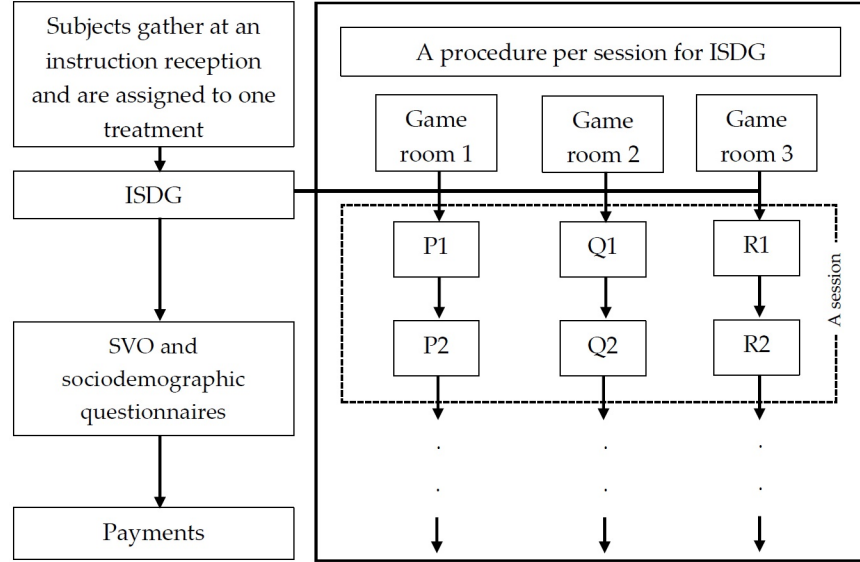 Subjects gather at an
instruction reception
and are assigned to one
treatment
ISDG
SVO and
sociodemographic
questionnaires
Payments
A procedure per session for ISDG
Game
room 1
Game
room 2
Game
room 3
P1
Q1
R1
P2
Q2
R2
A session